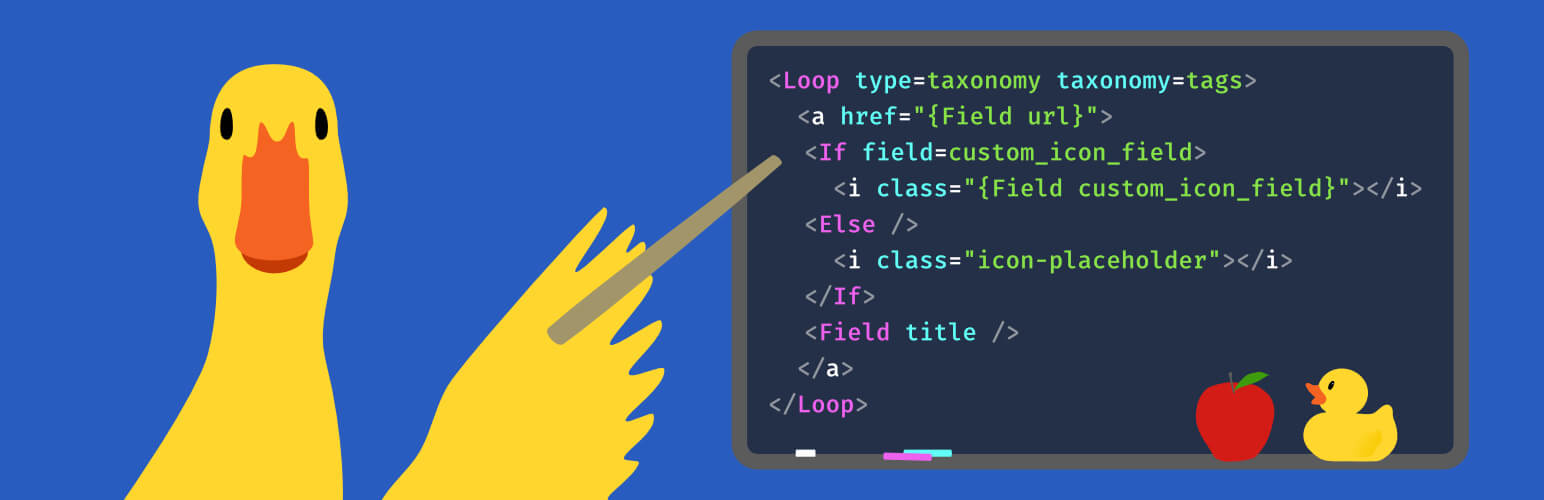 <Loop type=taxonomy taxonomy=tags>
<a href="{Field url}">
<If field=custom_icon_field>
<i class="{Field custom_icon_field}"></i>
<Else />
<i class="icon-placeholder"></i>
</If>
<Field title />
</a>
</Loop>